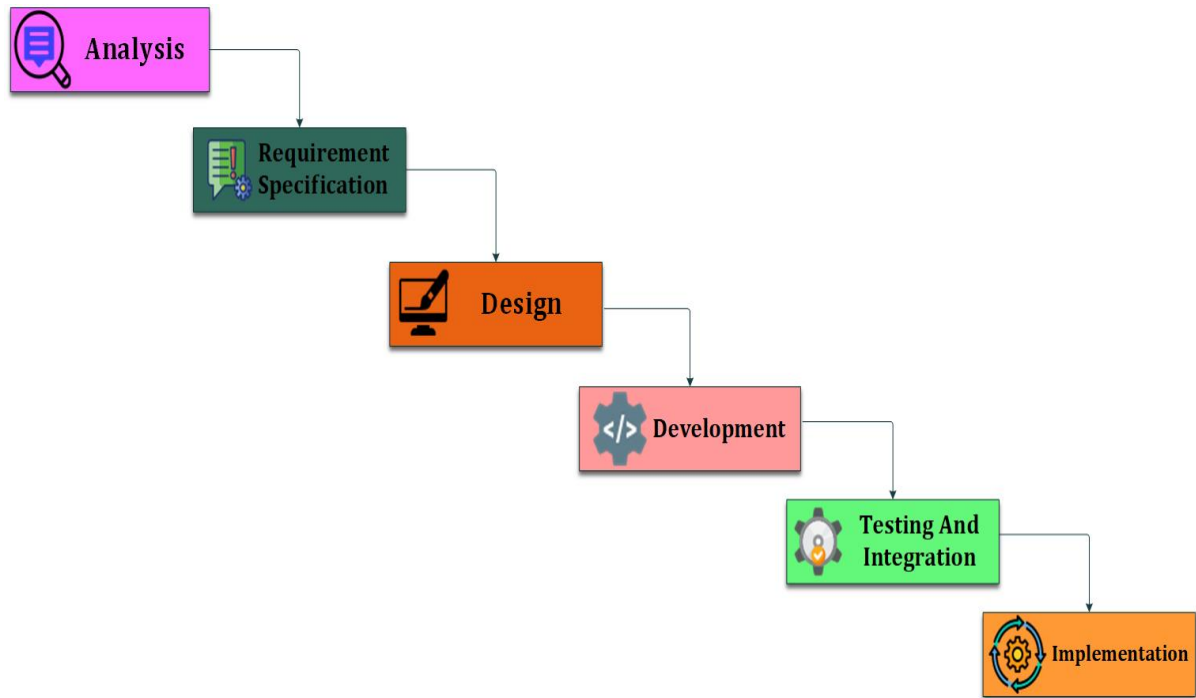 Analysis
Requirement
Specification
Design
</> Development
Testing And
Integration
Implementation